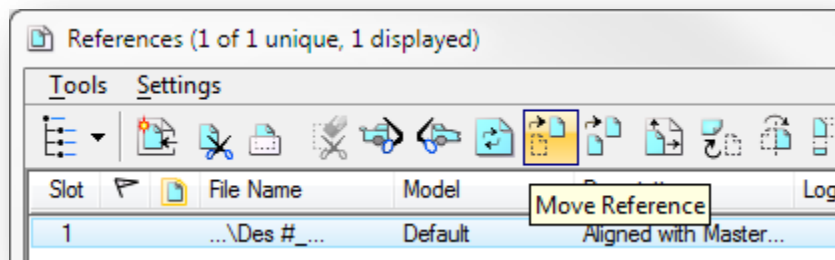 References (1 of 1 unique, 1 displayed)
Tools Settings
Slot File Name Model Log
Move Reference
1 ...\Des #_... Default Aligned with Master...